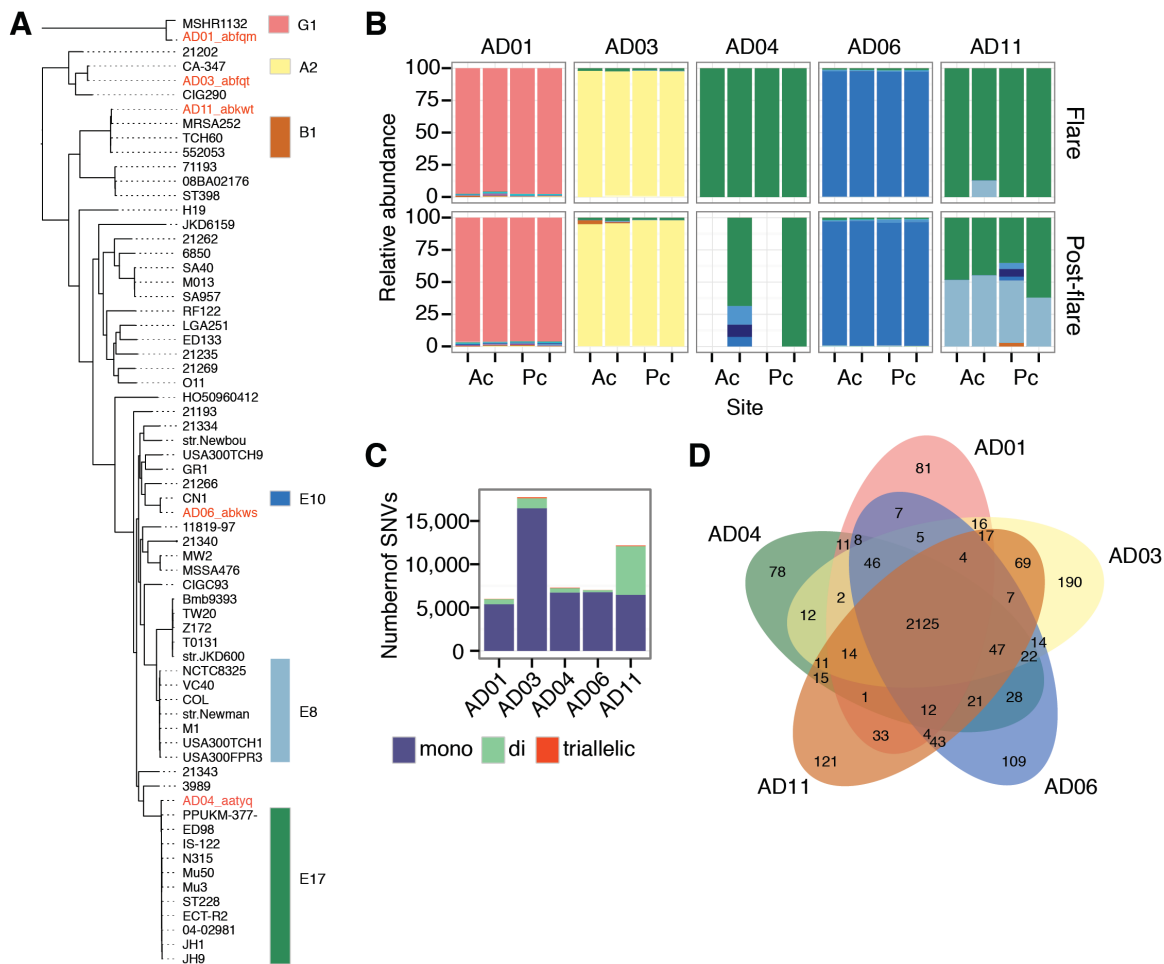 A
MSHR1132
AD01_abfqm
21202
CA-347
AD03_abfqt
CIG290
AD11_abkwt
MRSA252
TCH60
552053
71193
08BA02176
ST398
H19
JKD6159
21262
6850
SA40
M013
SA957
RF122
LGA251
ED133
21235
21269
O11
HO50960412
21193
21334
str.Newbou
USA300TCH9
GR1
21266
CN1
AD06_abkws
11819-97
21340
MW2
MSSA476
CIGC93
Bmb9393
TW20
Z172
T0131
str.JKD600
NCTC8325
VC40
COL
str.Newman
M1
USA300TCH1
USA300FPR3
21343
3989
AD04_aatyq
PPUKM-377-
ED98
IS-122
N315
Mu50
Mu3
ST228
ECT-R2
04-02981
JH1
JH9
G1
A2
B1
E10
E8
E17
B
AD01 AD03 AD04 AD06 AD11
Relative abundance
100
75
50
25
0
Flare
100
75
50
25
0
Post-flare
Ac Pc Ac Pc Ac Pc Ac Pc Ac Pc
Site
C
Numberof SNVs
15,000
10,000
5,000
0
AD01 AD03 AD04 AD06 AD11
mono di triallelic
D
AD01
AD04
AD03
AD11
AD06
81
7
16
17
5
11
8
4
46
69
78
190
2
7
12
2125
14
47
22
14
11
15
1
21
28
12
33
4
43
121
109